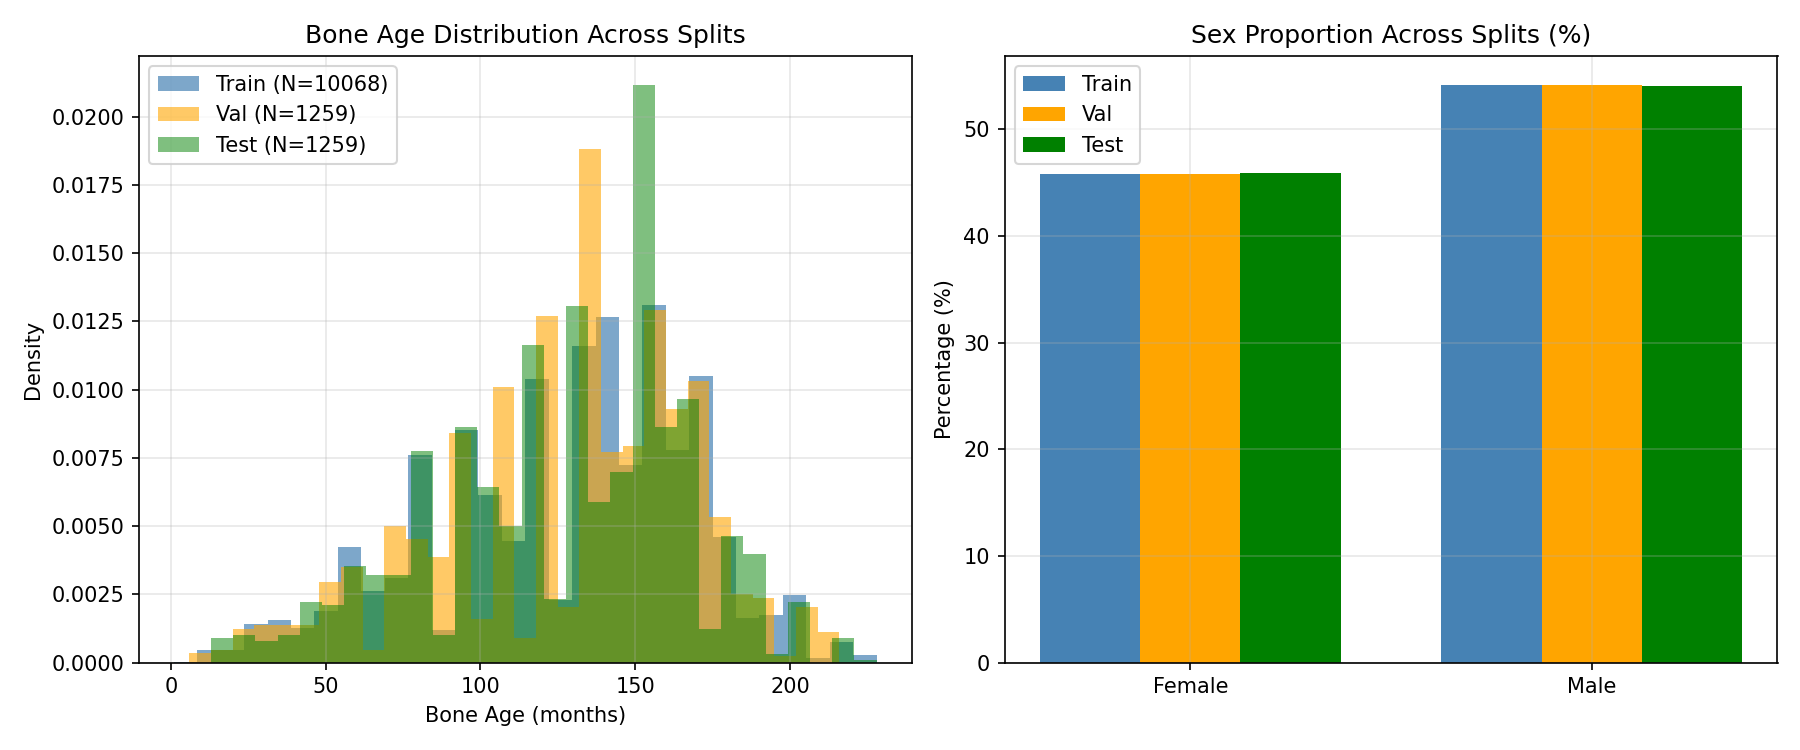 Bone Age Distribution Across Splits
Train (N=10068)
Val (N=1259)
Test (N=1259)
Density
0.0200
0.0175
0.0150
0.0125
0.0100
0.0075
0.0050
0.0025
0.0000
0 50 100 150 200
Bone Age (months)
Sex Proportion Across Splits (%)
Train
Val
Test
Percentage (%)
50
40
30
20
10
0
Female Male